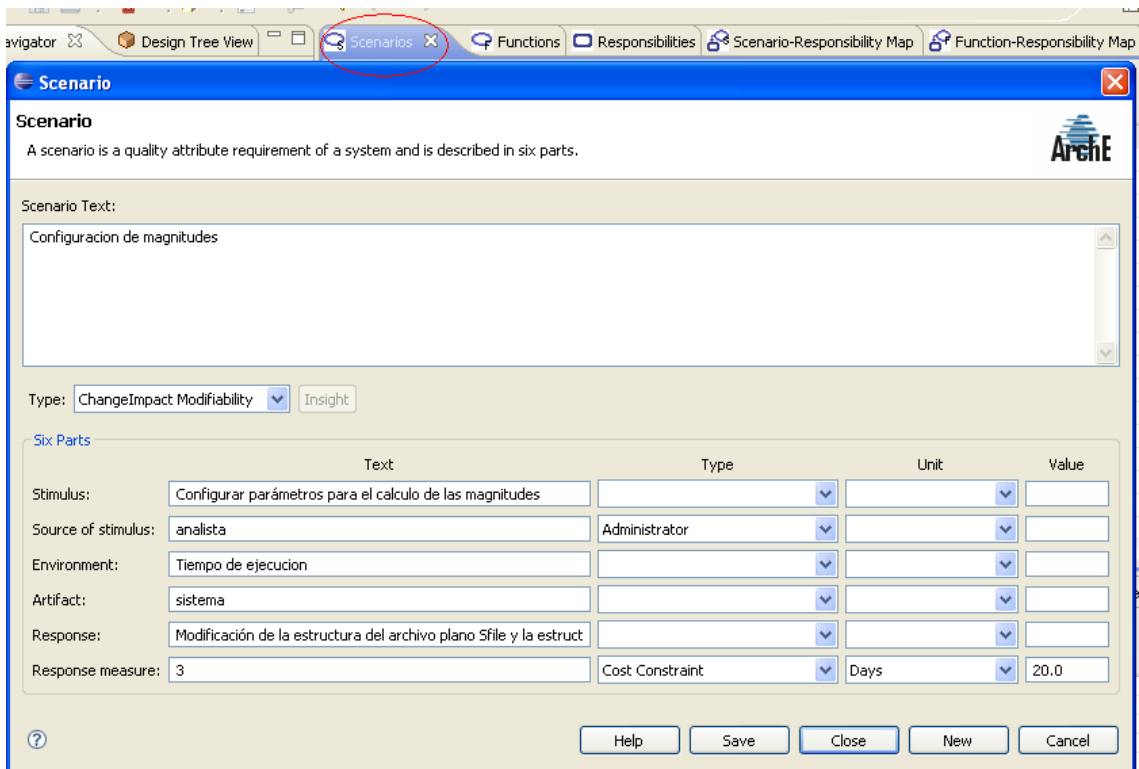 avigator Design Tree View Scenarios Functions Responsibilities Scenario-Responsibility Map Function-Responsibility Map
Scenario
Scenario
A scenario is a quality attribute requirement of a system and is described in six parts.
ArchE
Scenario Text:
Configuracion de magnitudes
Type: ChangeImpact Modifiability Insight
Six Parts
Text Type Unit Value
Stimulus: Configurar parámetros para el calculo de las magnitudes
Source of stimulus: analista Administrator
Environment: Tiempo de ejecucion
Artifact: sistema
Response: Modificación de la estructura del archivo plano Sfile y la estruct
Response measure: 3 Cost Constraint Days 20.0
? Help Save Close New Cancel